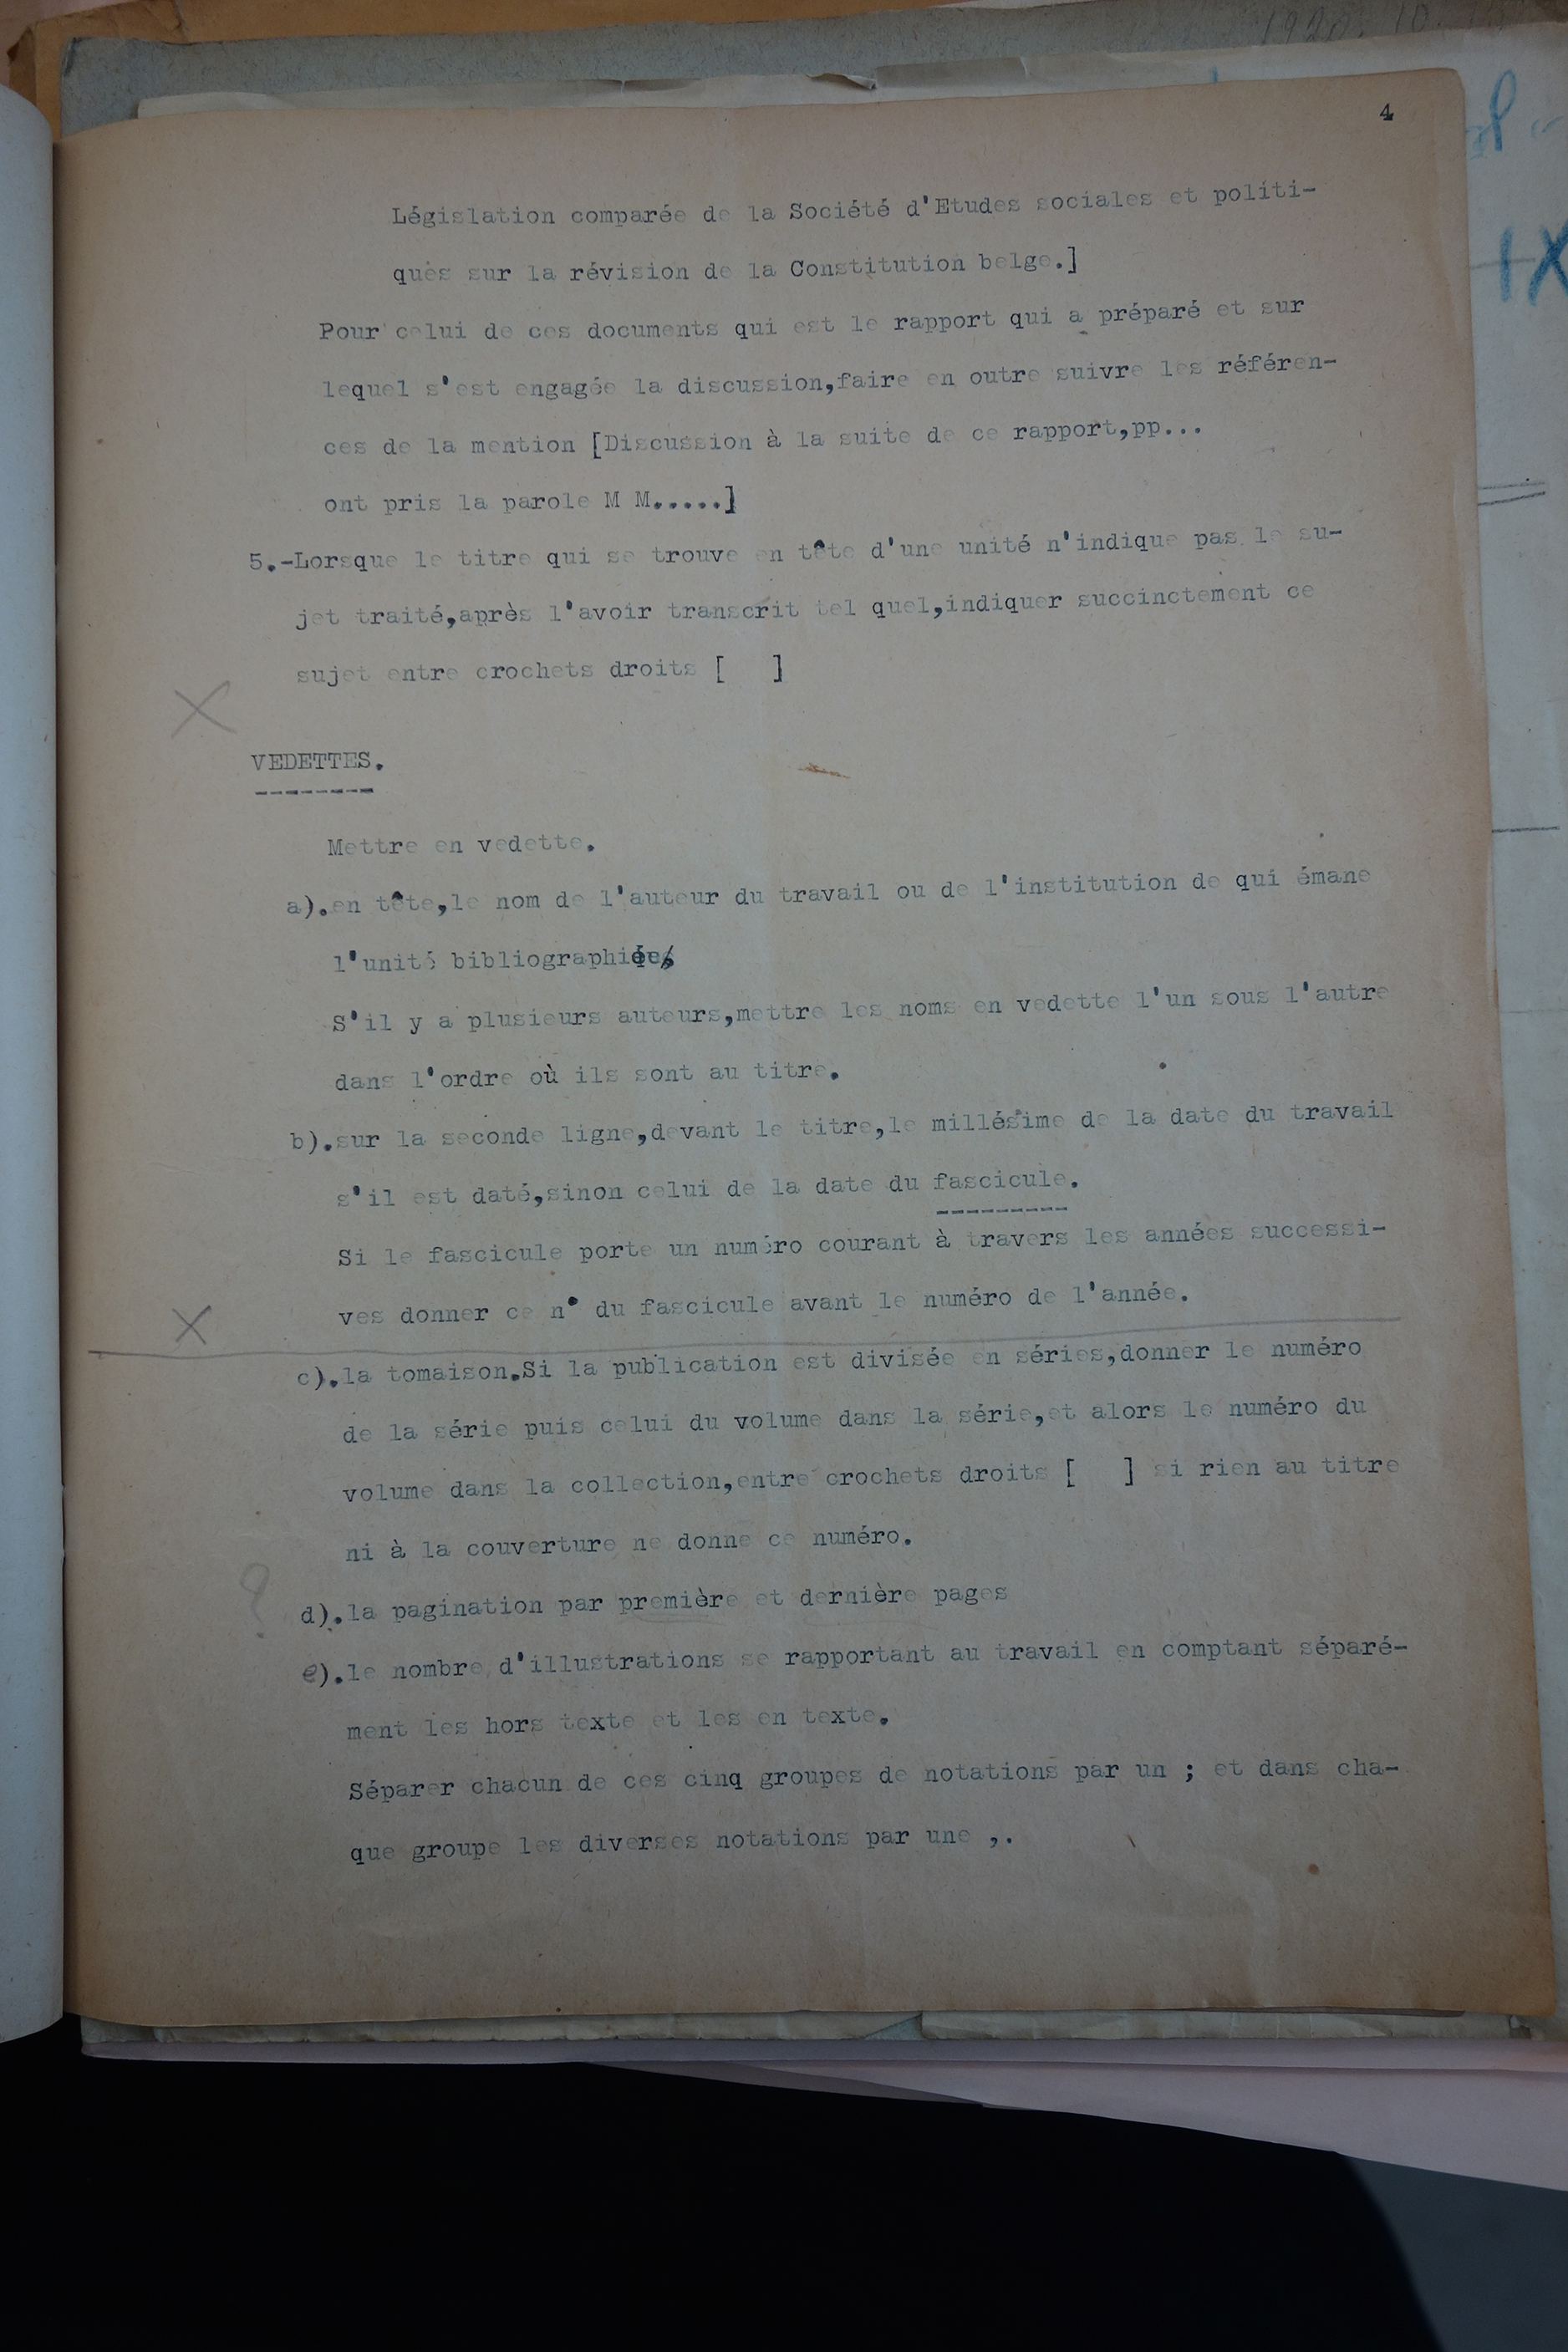 1920. 10.
4
IX
Législation comparée de la Société d'Etudes sociales et politi-
ques sur la révision de la Constitution belge.]
Pour celui de ces documents qui est le rapport qui a préparé et sur
lequel s'est engagée la discussion,faire en outre suivre les référen-
ces de la mention [Discussion à la suite de ce rapport,pp...
ont pris la parole M M.....]
5.-Lorsque le titre qui se trouve en tête d'une unité n'indique pas le su-
jet traité,après l'avoir transcrit tel quel,indiquer succinctement ce
sujet entre crochets droits [ ]
X
VEDETTES.
Mettre en vedette.
a).en tête,le nom de l'auteur du travail ou de l'institution de qui émane
l'unité bibliographiée
S'il y a plusieurs auteurs,mettre les noms en vedette l'un sous l'autre
dans l'ordre où ils sont au titre.
b).sur la seconde ligne,devant le titre,le millésime de la date du travail
s'il est daté,sinon celui de la date du fascicule.
Si le fascicule porte un numéro courant à travers les années successi-
ves donner ce n° du fascicule avant le numéro de l'année.
X
c).la tomaison.Si la publication est divisée en séries,donner le numéro
de la série puis celui du volume dans la série,et alors le numéro du
volume dans la collection,entre crochets droits [ ] si rien au titre
ni à la couverture ne donne ce numéro.
?
d).la pagination par première et dernière pages
e).le nombre d'illustrations se rapportant au travail en comptant séparé-
ment les hors texte et les en texte.
Séparer chacun de ces cinq groupes de notations par un ; et dans cha-
que groupe les diverses notations par une ,.